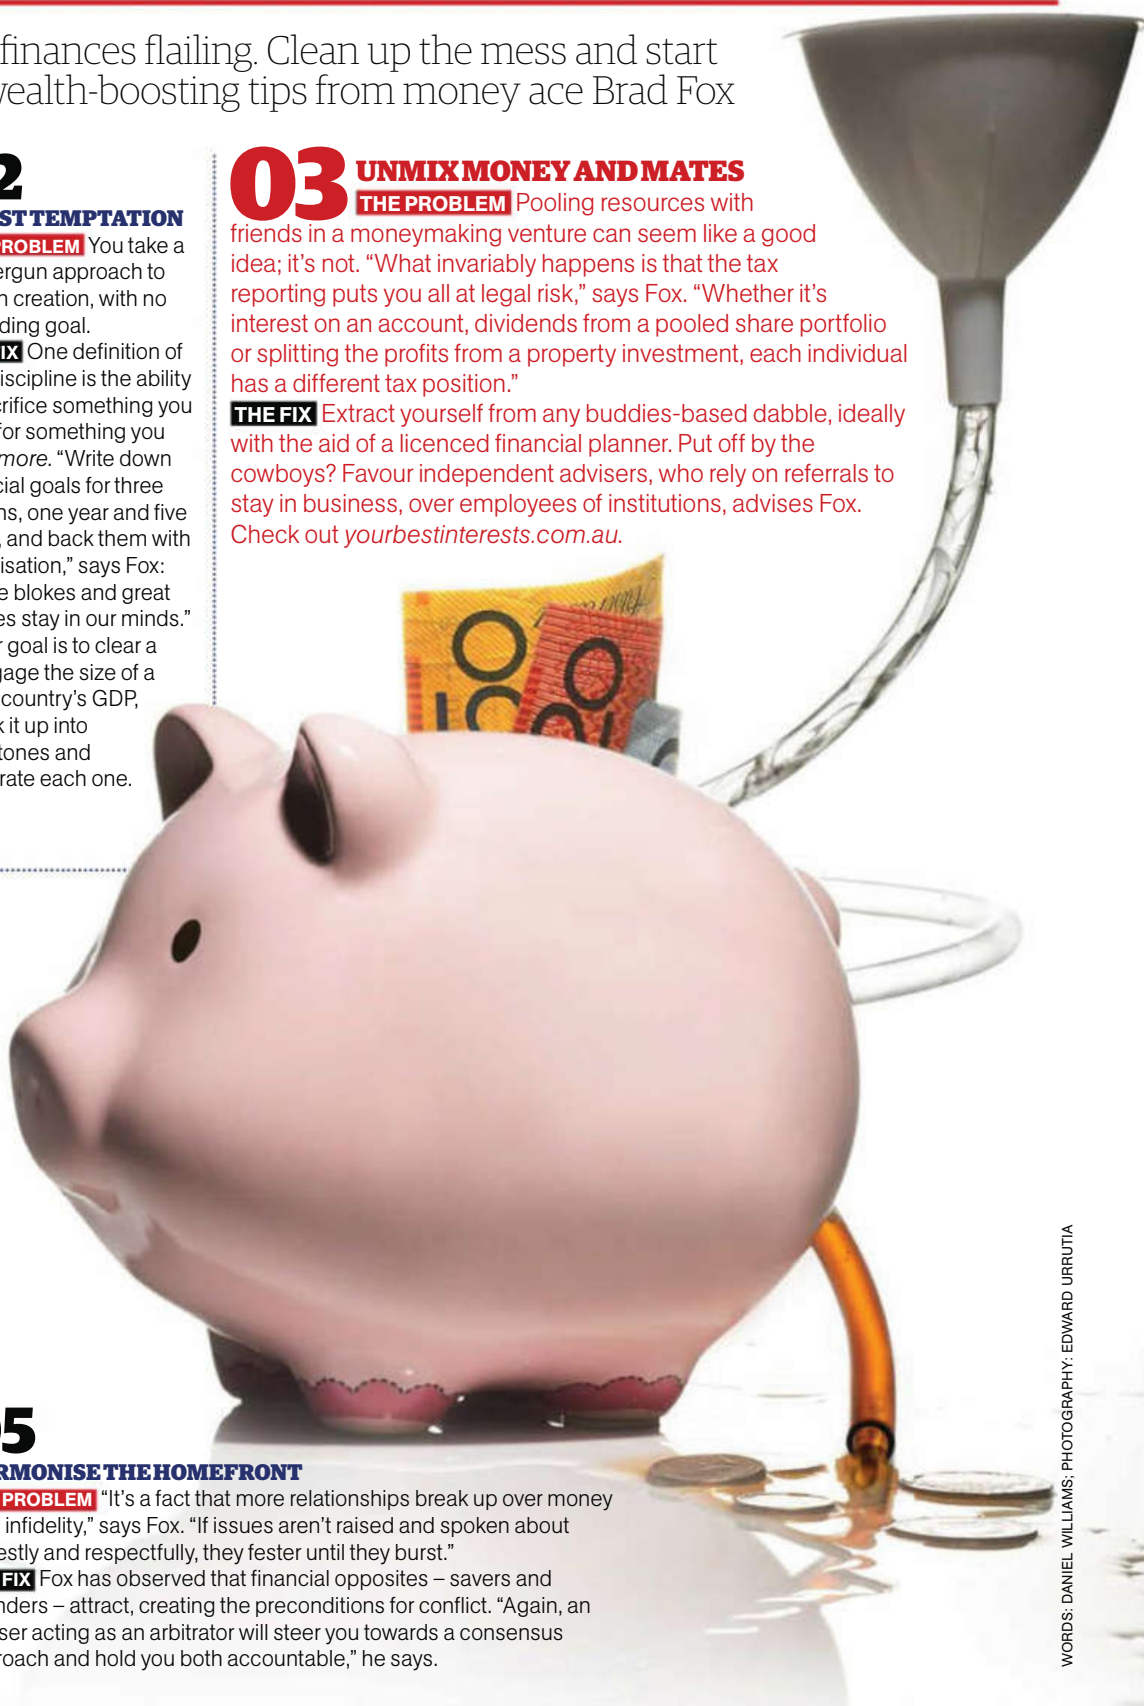 finances flailing. Clean up the mess and start
wealth-boosting tips from money ace Brad Fox
2
ST TEMPTATION
PROBLEM You take a
ergun approach to
n creation, with no
ding goal.
IX One definition of
iscipline is the ability
crifice something you
for something you
more. “Write down
cial goals for three
hs, one year and five
, and back them with
isation,” says Fox:
e blokes and great
es stay in our minds.”
r goal is to clear a
gage the size of a
country’s GDP,
k it up into
tones and
rate each one.
03 UNMIX MONEY AND MATES
THE PROBLEM Pooling resources with
friends in a moneymaking venture can seem like a good
idea; it’s not. “What invariably happens is that the tax
reporting puts you all at legal risk,” says Fox. “Whether it’s
interest on an account, dividends from a pooled share portfolio
or splitting the profits from a property investment, each individual
has a different tax position.”
THE FIX Extract yourself from any buddies-based dabble, ideally
with the aid of a licenced financial planner. Put off by the
cowboys? Favour independent advisers, who rely on referrals to
stay in business, over employees of institutions, advises Fox.
Check out yourbestinterests.com.au.
05
RMONISE THE HOMEFRONT
PROBLEM “It’s a fact that more relationships break up over money
infidelity,” says Fox. “If issues aren’t raised and spoken about
estly and respectfully, they fester until they burst.”
FIX Fox has observed that financial opposites – savers and
nders – attract, creating the preconditions for conflict. “Again, an
ser acting as an arbitrator will steer you towards a consensus
roach and hold you both accountable,” he says.
WORDS: DANIEL WILLIAMS; PHOTOGRAPHY: EDWARD URRUTIA